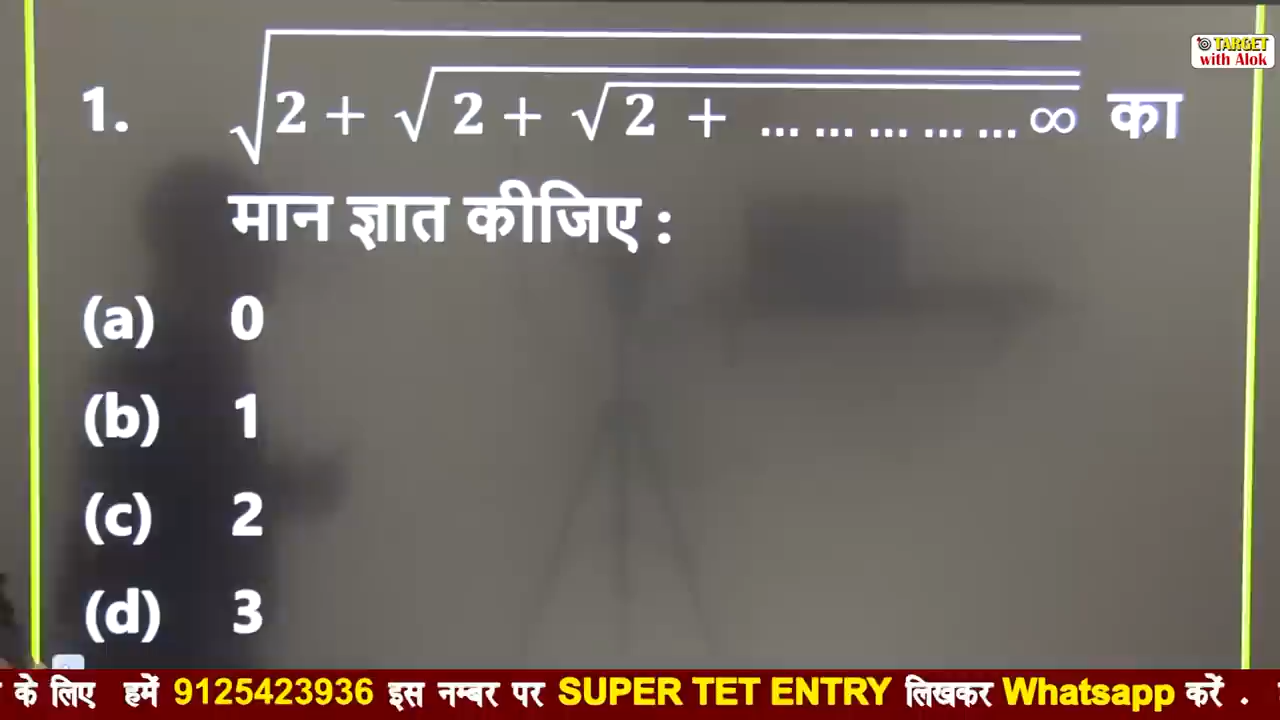 TARGET
with Alok
1. √2 + √2 + √2 + ... ... ... ... ... ∞ का
मान ज्ञात कीजिए :
(a) 0
(b) 1
(c) 2
(d) 3
के लिए हमें 9125423936 इस नम्बर पर SUPER TET ENTRY लिखकर Whatsapp करें .